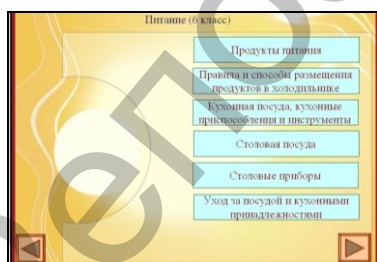 Питание (6 класс)
Продукты питания
Правила и способы размещения
продуктов в холодильнике
Кухонная посуда, кухонные
приспособления и инструменты
Столовая посуда
Столовые приборы
Уход за посудой и кухонными
принадлежностями